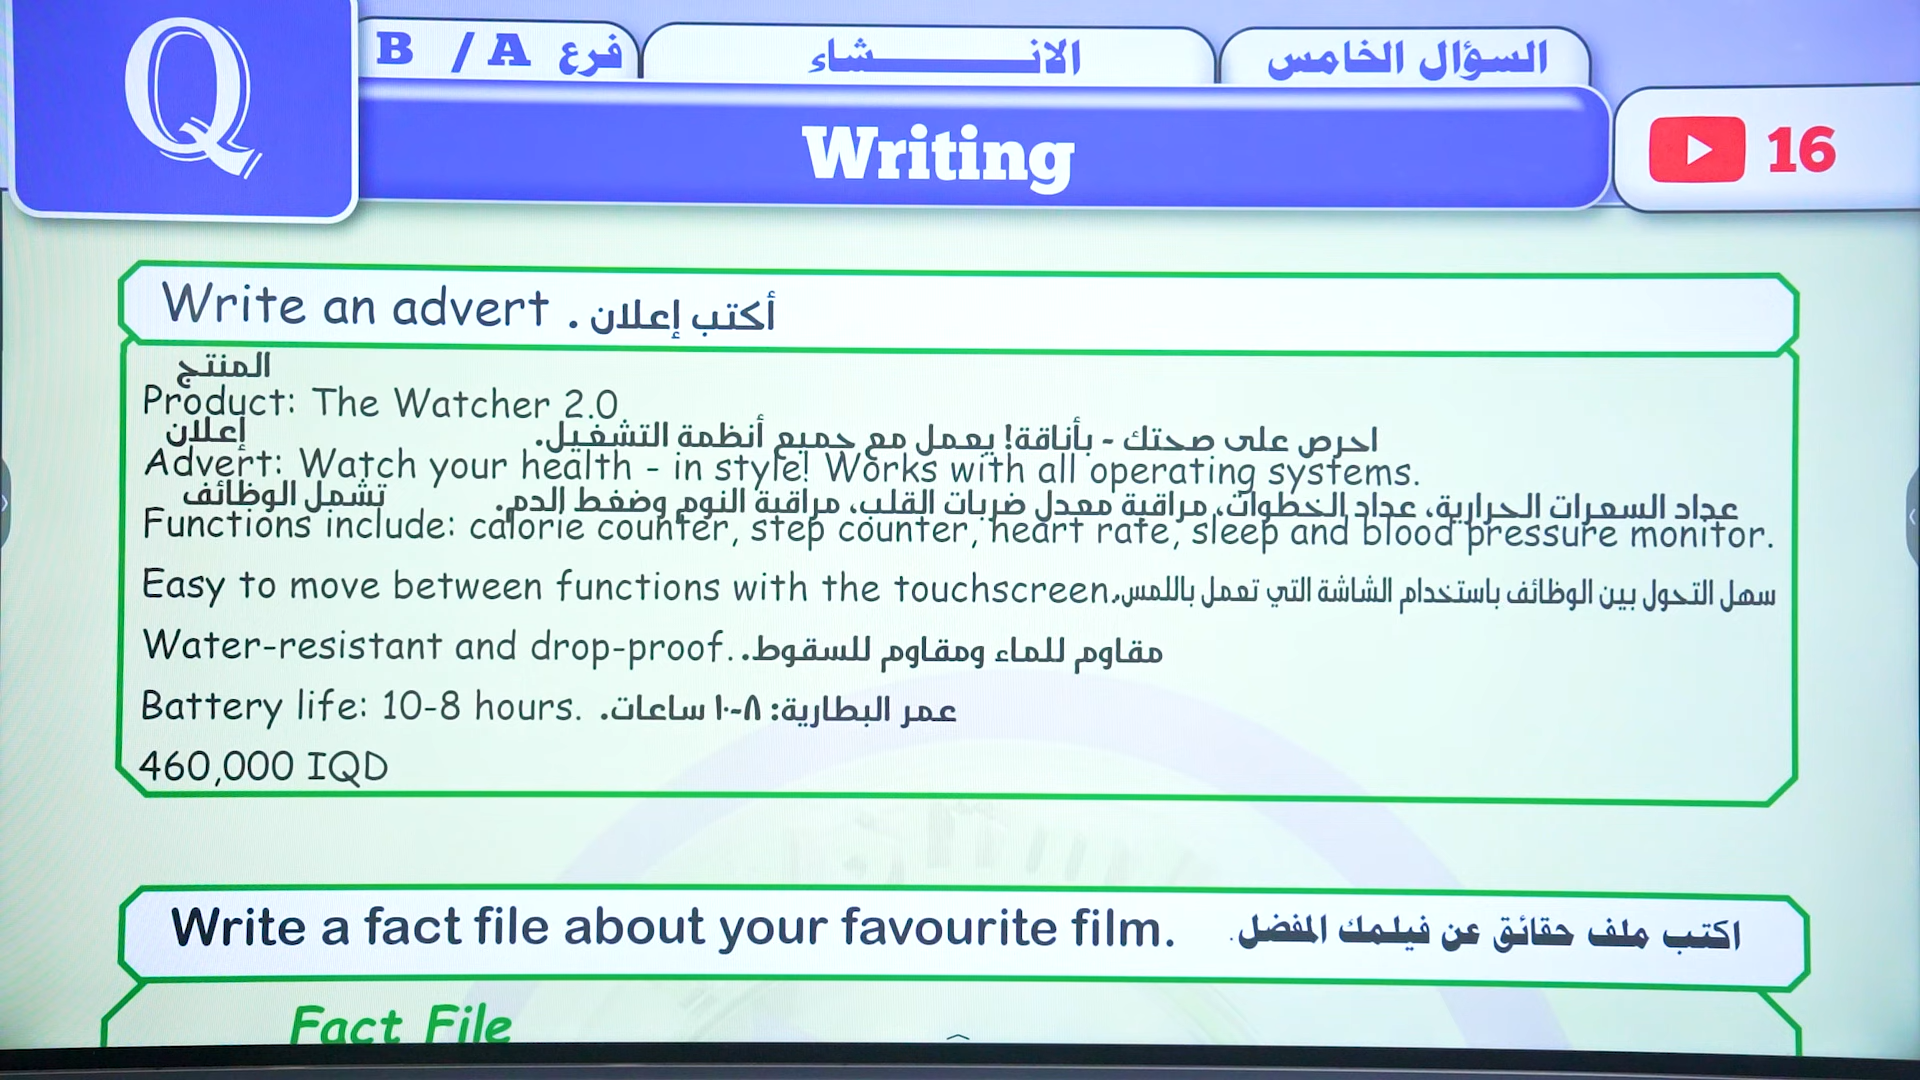 Q
B / A فرع
الانـــــــشاء
السؤال الخامس
Writing
16
Write an advert . أكتب إعلان
المنتج
Product: The Watcher 2.0
إعلان احرص على صحتك - بأناقة! يعمل مع جميع أنظمة التشغيل.
Advert: Watch your health - in style! Works with all operating systems.
تشمل الوظائف عداد السعرات الحرارية، عداد الخطوات، مراقبة معدل ضربات القلب، مراقبة النوم وضغط الدم.
Functions include: calorie counter, step counter, heart rate, sleep and blood pressure monitor.
Easy to move between functions with the touchscreen. سهل التحول بين الوظائف باستخدام الشاشة التي تعمل باللمس.
Water-resistant and drop-proof. مقاوم للماء ومقاوم للسقوط.
Battery life: 10-8 hours. عمر البطارية: ٨-١٠ ساعات.
460,000 IQD
Write a fact file about your favourite film. اكتب ملف حقائق عن فيلمك المفضل.
Fact File